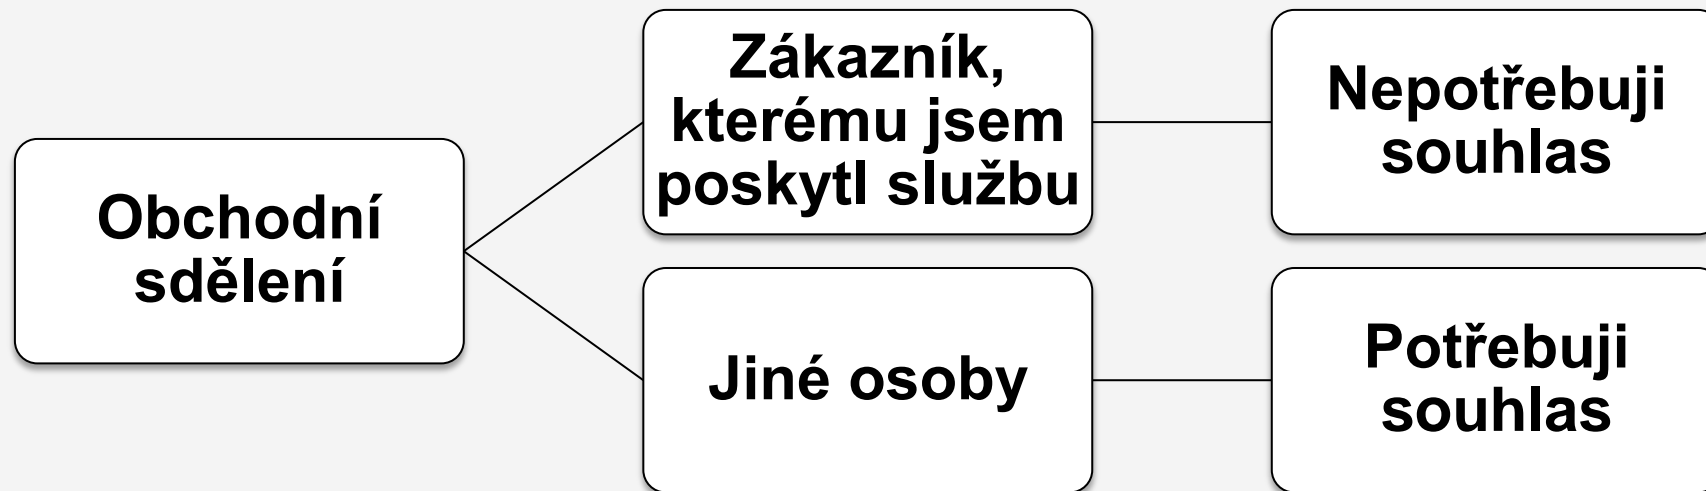 Obchodní
sdělení
Zákazník,
kterému jsem
poskytl službu
Nepotřebuji
souhlas
Jiné osoby
Potřebuji
souhlas